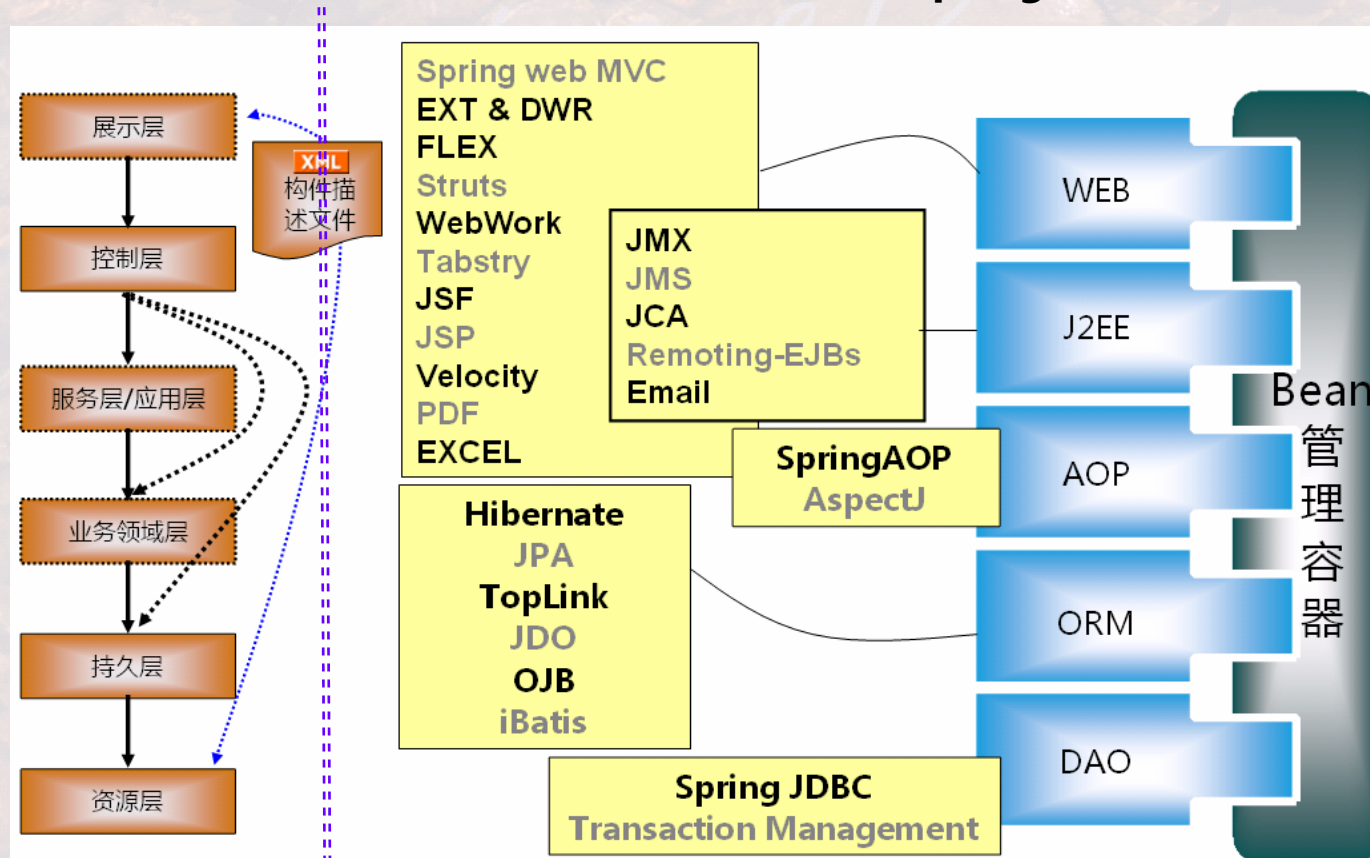 展示层
XML
构件描
述文件
控制层
服务层/应用层
业务领域层
持久层
资源层
Spring web MVC
EXT & DWR
FLEX
Struts
WebWork
Tabstry
JSF
JSP
Velocity
PDF
EXCEL
JMX
JMS
JCA
Remoting-EJBs
Email
SpringAOP
AspectJ
Hibernate
JPA
TopLink
JDO
OJB
iBatis
Spring JDBC
Transaction Management
WEB
J2EE
AOP
ORM
DAO
Bean
管
理
容
器